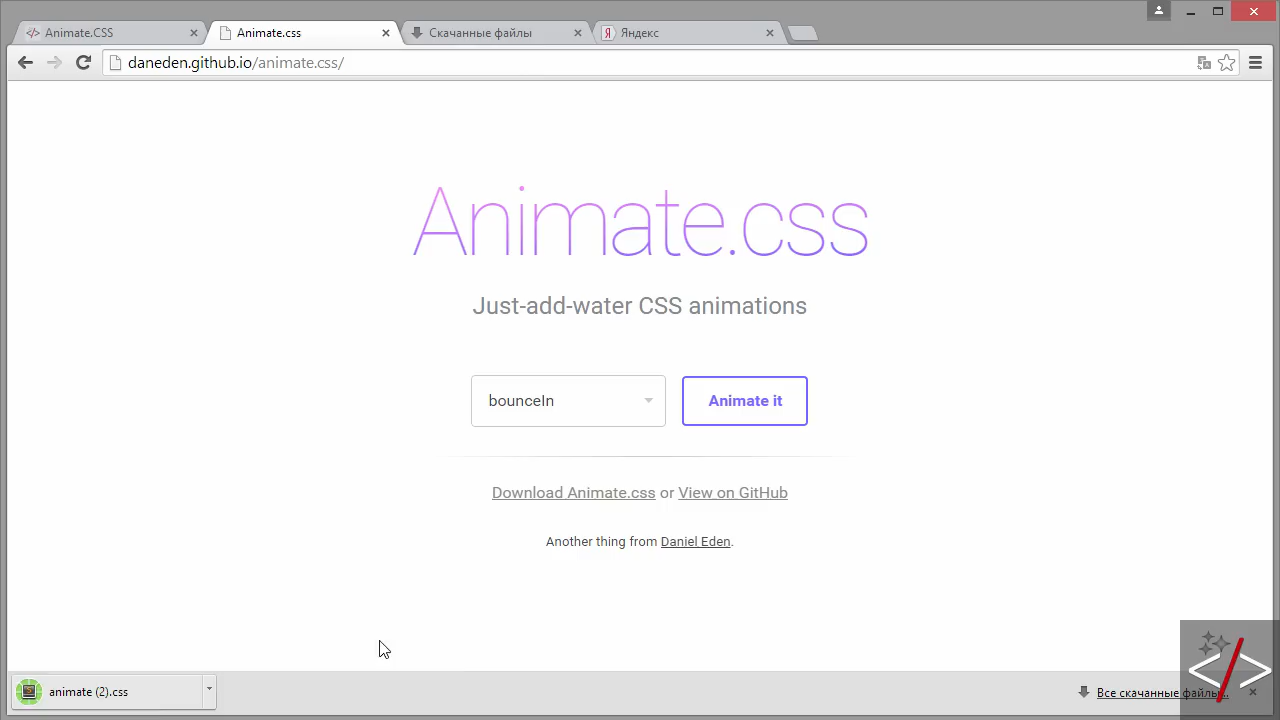 Animate.CSS
Animate.css
Скачанные файлы
Яндекс
daneden.github.io/animate.css/
Animate.css
Just-add-water CSS animations
bounceIn
Animate it
Download Animate.css or View on GitHub
Another thing from Daniel Eden.
animate (2).css
Все скачанные файлы...